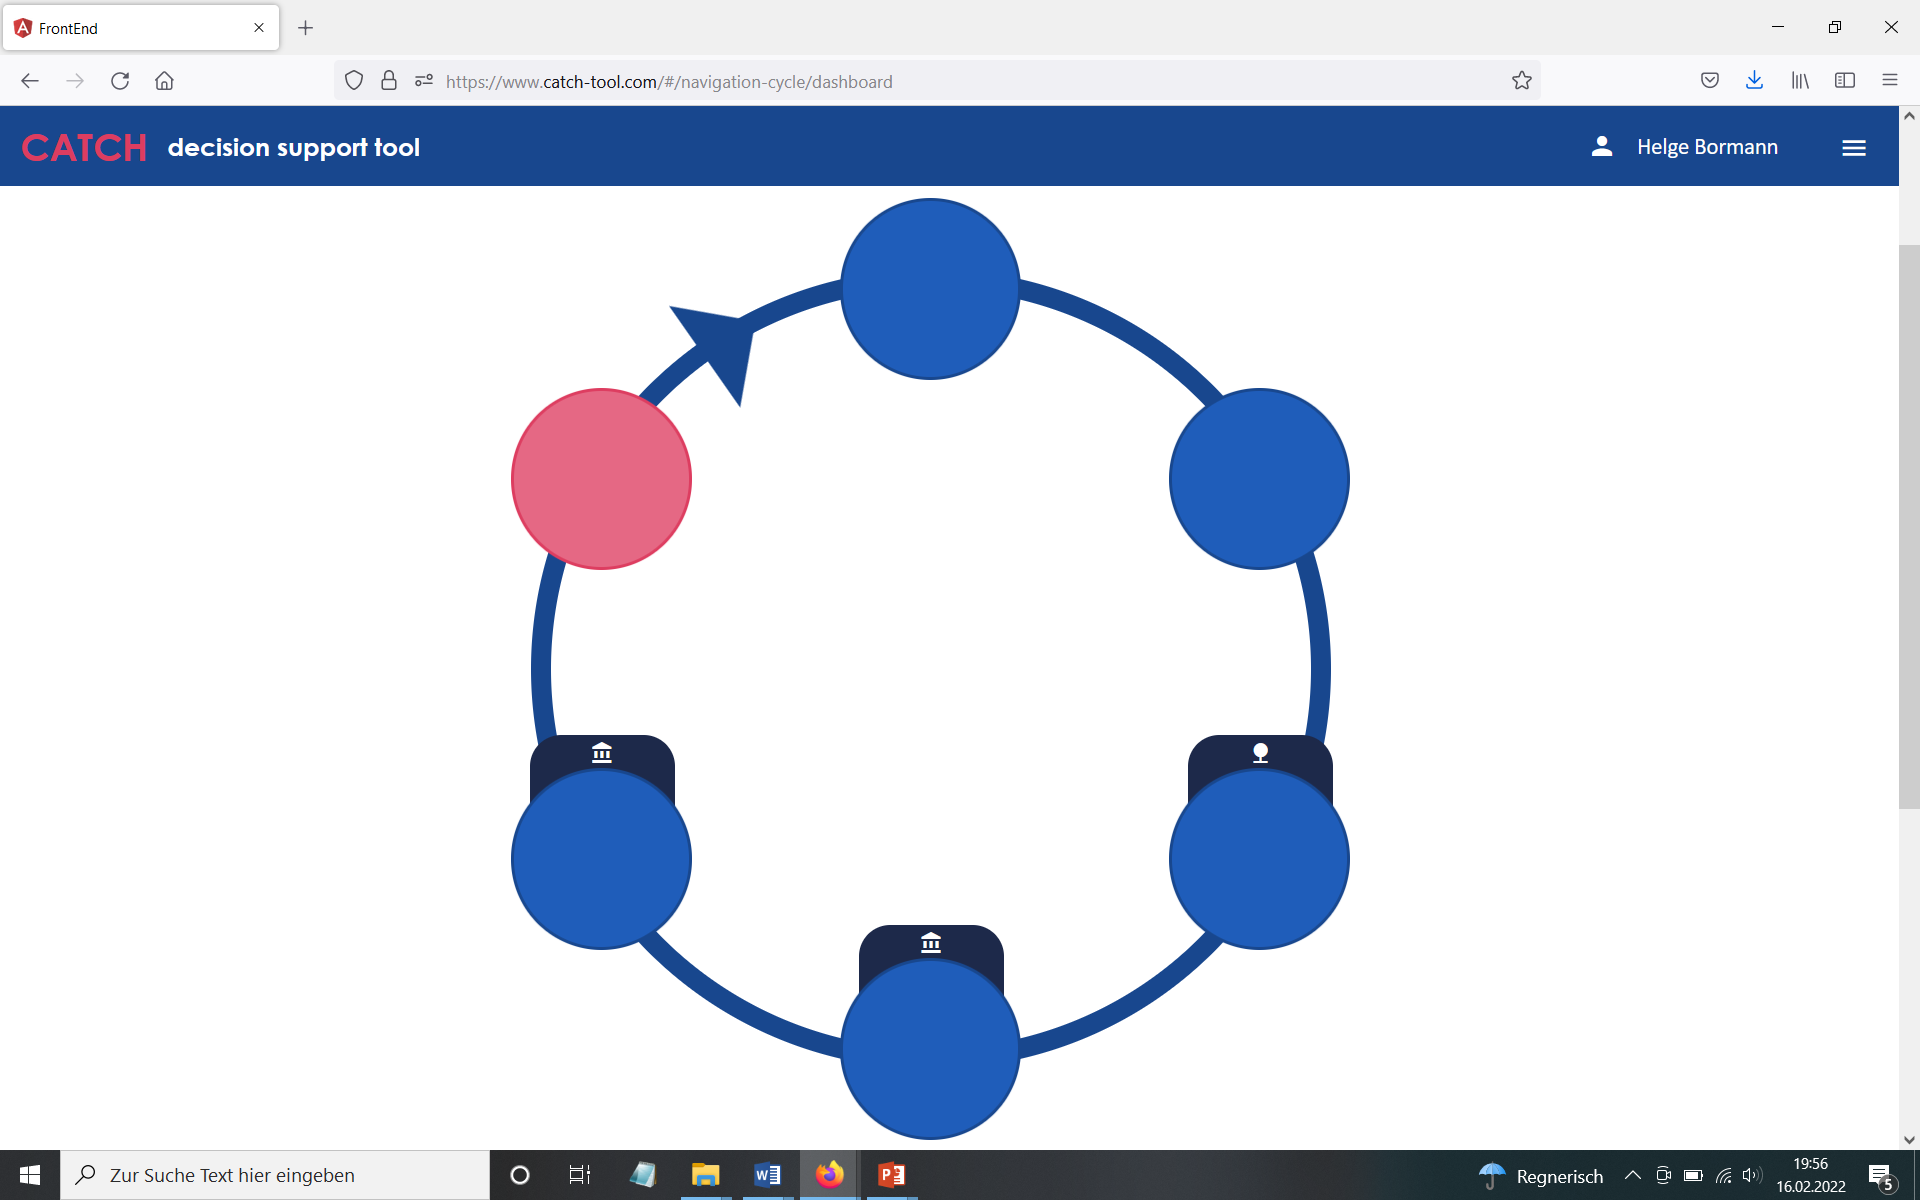 FrontEnd
https://www.catch-tool.com/#/navigation-cycle/dashboard
CATCH decision support tool
Helge Bormann
Zur Suche Text hier eingeben
Regnerisch
19:56
16.02.2022
5